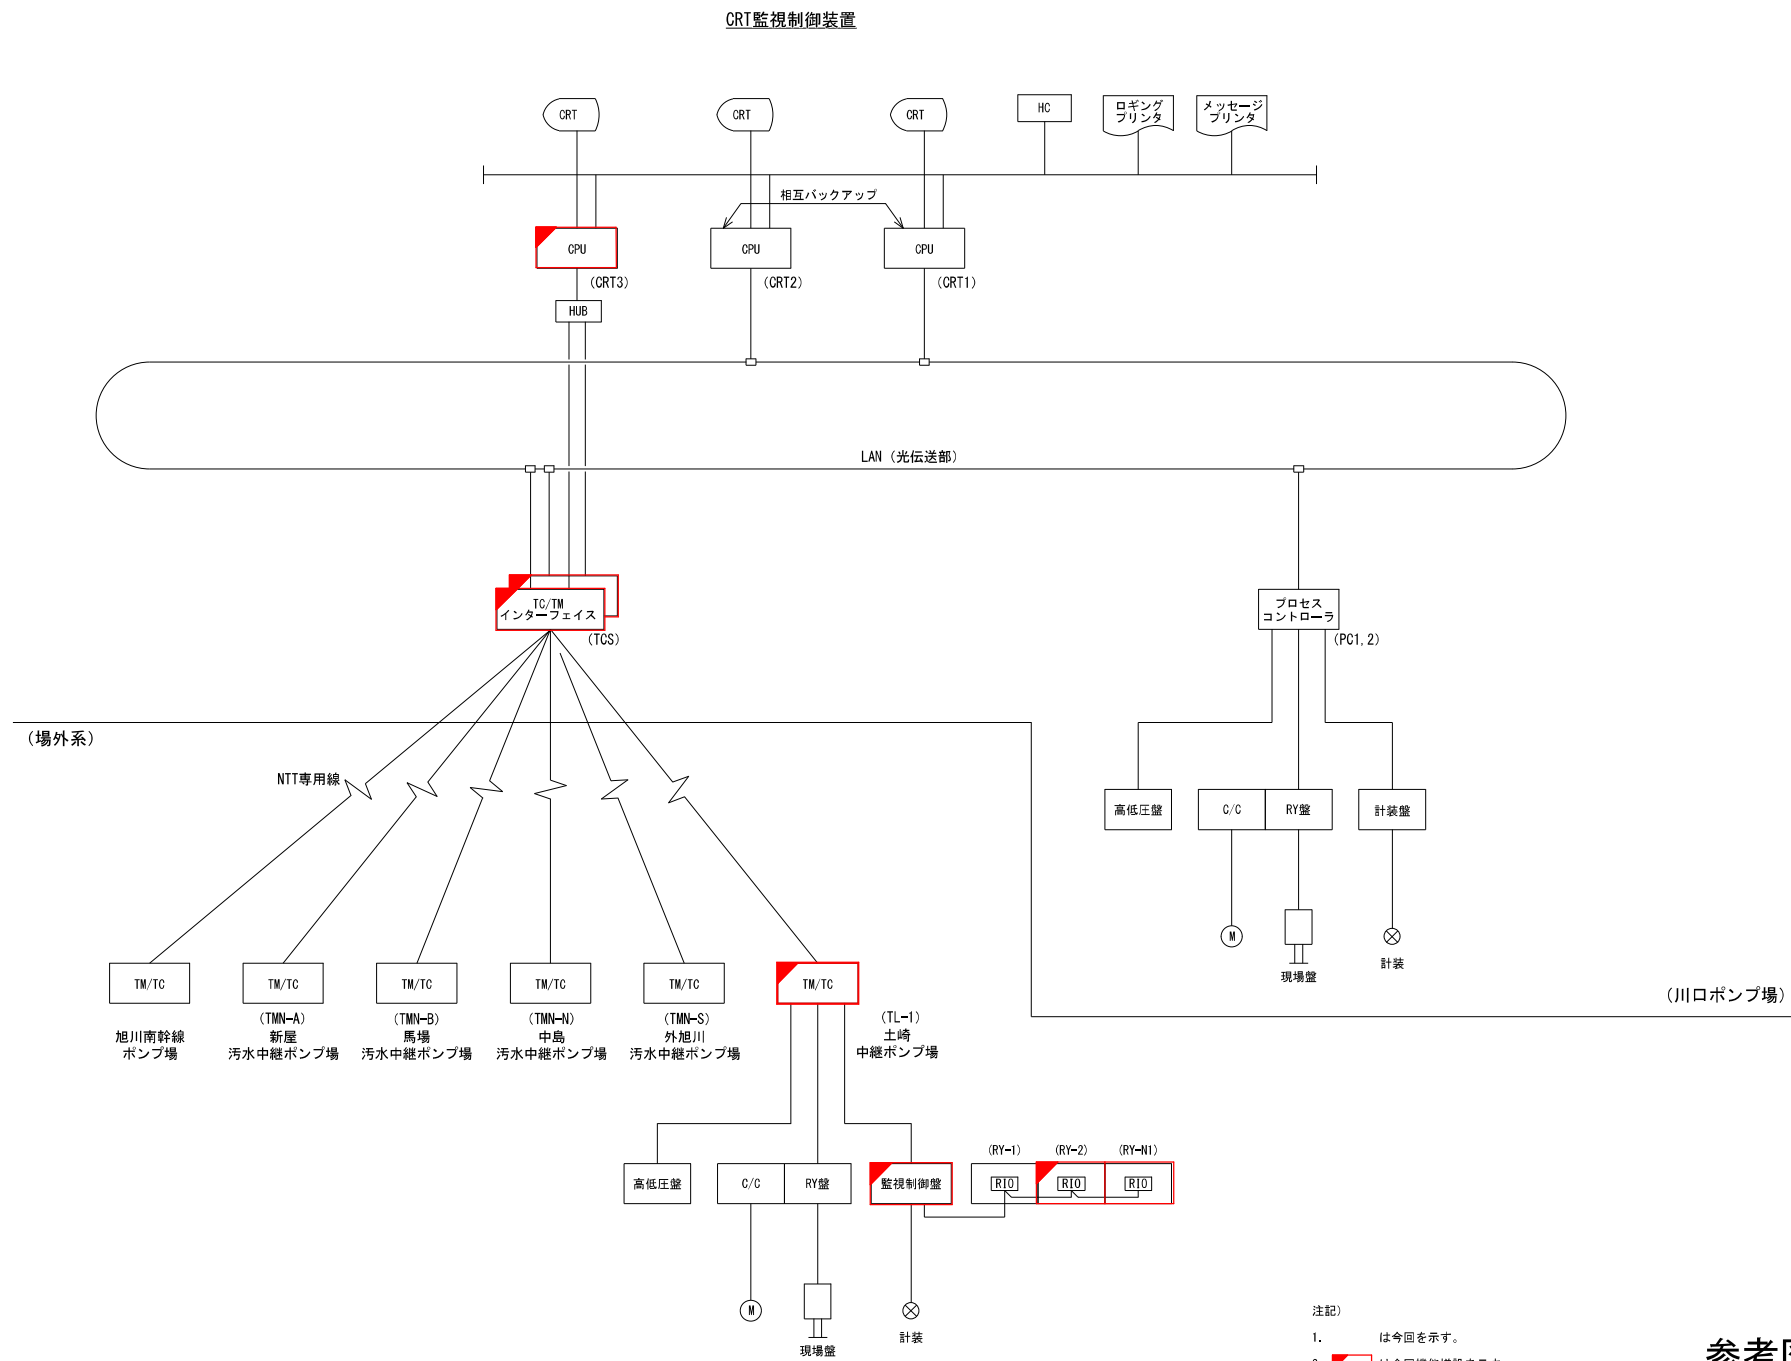 CRT監視制御装置
CRT
CRT
CRT
HC
ロギング
プリンタ
メッセージ
プリンタ
相互バックアップ
CPU
CPU
CPU
(CRT3)
(CRT2)
(CRT1)
HUB
LAN（光伝送部）
TC/TM
インターフェイス
(TCS)
プロセス
コントローラ
(PC1,2)
（場外系）
NTT専用線
高低圧盤
C/C
RY盤
計装盤
M
現場盤
計装
（川口ポンプ場）
TM/TC
TM/TC
TM/TC
TM/TC
TM/TC
TM/TC
旭川南幹線
ポンプ場
(TMN-A)
新屋
汚水中継ポンプ場
(TMN-B)
馬場
汚水中継ポンプ場
(TMN-N)
中島
汚水中継ポンプ場
(TMN-S)
外旭川
汚水中継ポンプ場
(TL-1)
土崎
中継ポンプ場
(RY-1)
(RY-2)
(RY-N1)
高低圧盤
C/C
RY盤
監視制御盤
RIO
RIO
RIO
M
現場盤
計装
注記）
1. は今回を示す。
参考